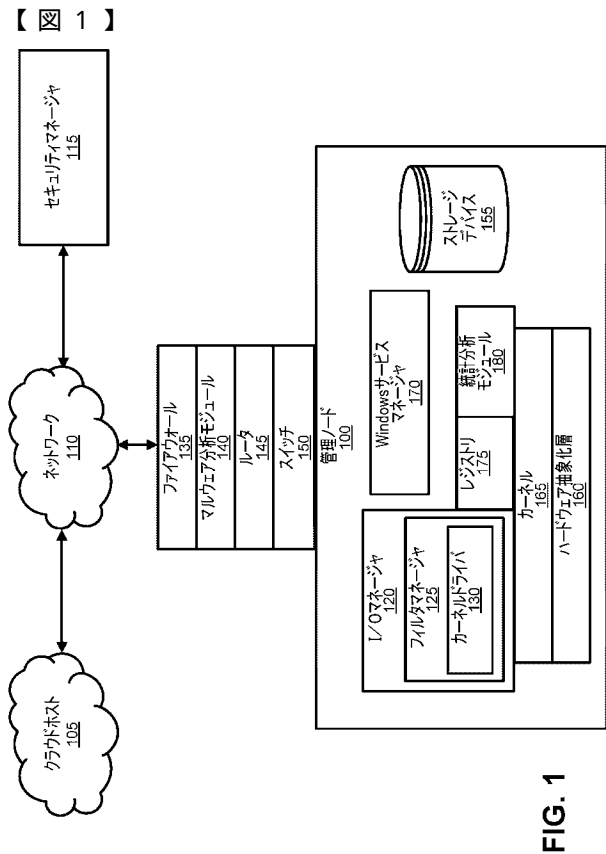 【図1】
クラウドホスト
105
ネットワーク
110
セキュリティマネージャ
115
ファイアウォール
135
マルウェア分析モジュール
140
ルータ
145
スイッチ
150
管理ノード
100
I/Oマネージャ
120
フィルタマネージャ
125
カーネルドライバ
130
Windowsサービス
マネージャ
170
レジストリ
175
統計分析
モジュール
180
ストレージ
デバイス
155
カーネル
165
ハードウェア抽象化層
160
FIG. 1